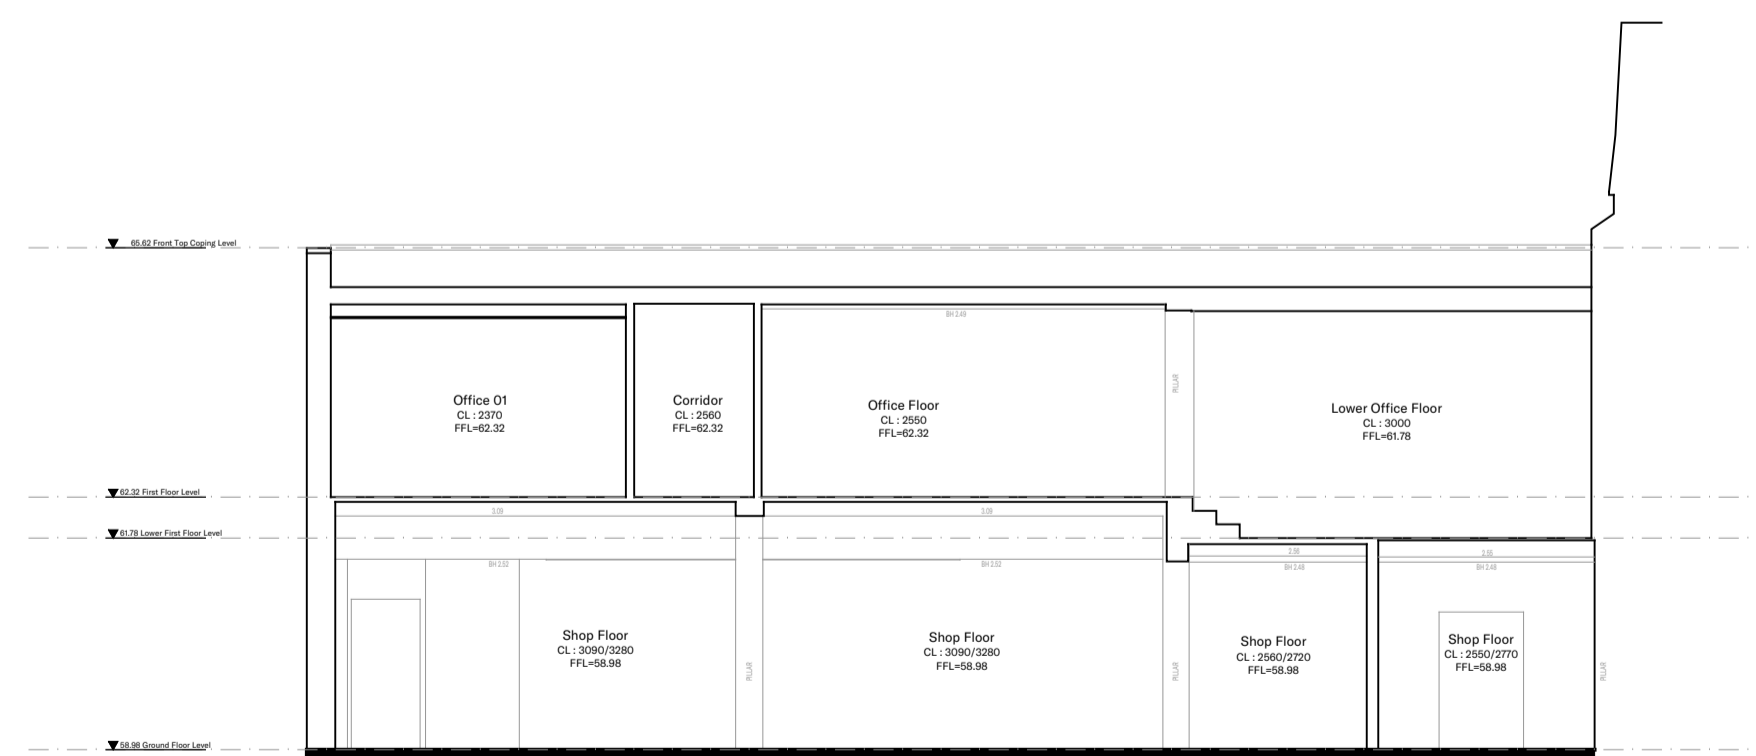 65.62 Front Top Coping Level
BH 2.49
PILLAR
Office 01
CL : 2370
FFL=62.32
Corridor
CL : 2560
FFL=62.32
Office Floor
CL : 2550
FFL=62.32
Lower Office Floor
CL : 3000
FFL=61.78
62.32 First Floor Level
3.09
3.09
61.78 Lower First Floor Level
2.56
2.55
BH 2.52
BH 2.52
BH 2.48
BH 2.48
Shop Floor
CL : 3090/3280
FFL=58.98
PILLAR
Shop Floor
CL : 3090/3280
FFL=58.98
PILLAR
Shop Floor
CL : 2560/2720
FFL=58.98
Shop Floor
CL : 2550/2770
FFL=58.98
PILLAR
58.98 Ground Floor Level